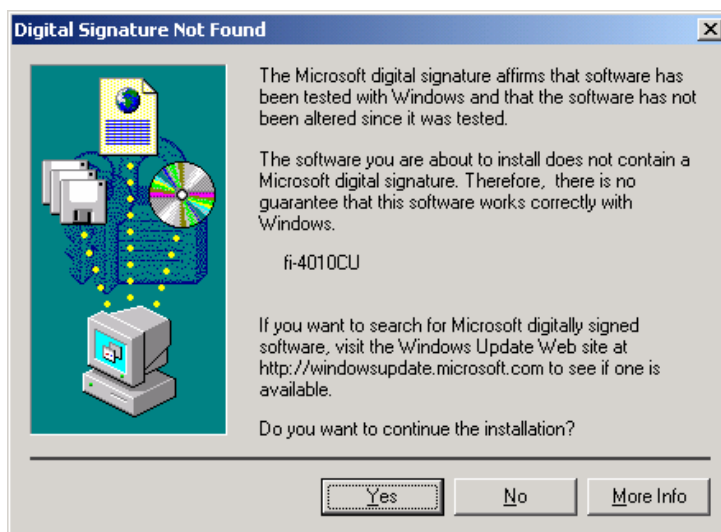 Digital Signature Not Found
The Microsoft digital signature affirms that software has
been tested with Windows and that the software has not
been altered since it was tested.
The software you are about to install does not contain a
Microsoft digital signature. Therefore, there is no
guarantee that this software works correctly with
Windows.
fi-4010CU
If you want to search for Microsoft digitally signed
software, visit the Windows Update Web site at
http://windowsupdate.microsoft.com to see if one is
available.
Do you want to continue the installation?
Yes No More Info